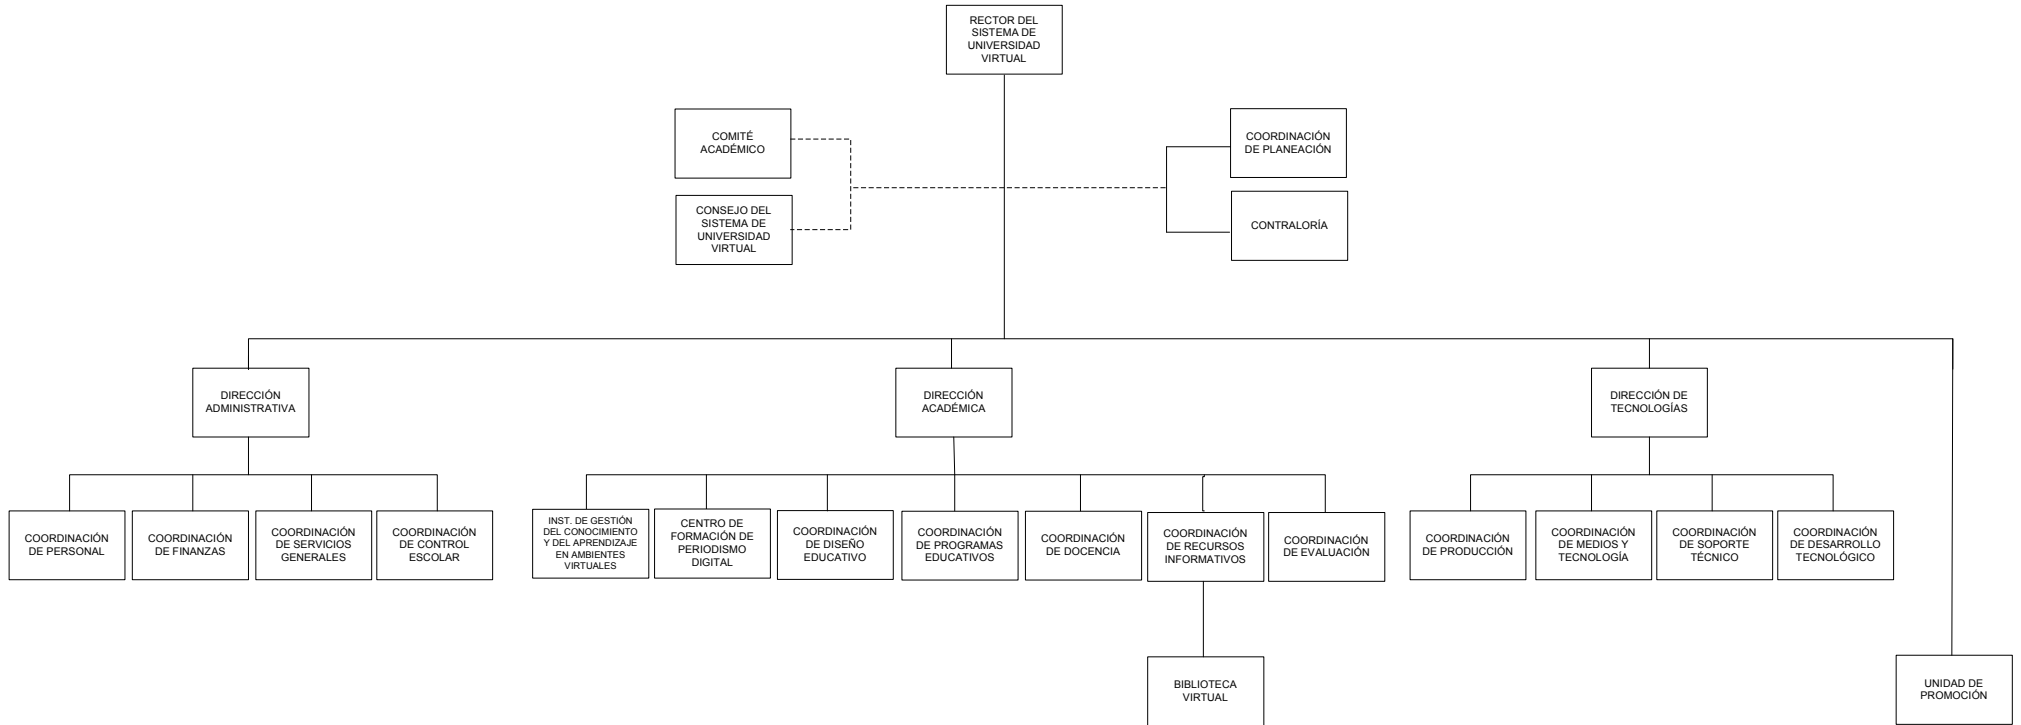 RECTOR DEL
SISTEMA DE
UNIVERSIDAD
VIRTUAL
COMITÉ
ACADÉMICO
COORDINACIÓN
DE PLANEACIÓN
CONSEJO DEL
SISTEMA DE
UNIVERSIDAD
VIRTUAL
CONTRALORÍA
DIRECCIÓN
ADMINISTRATIVA
DIRECCIÓN
ACADÉMICA
DIRECCIÓN DE
TECNOLOGÍAS
COORDINACIÓN
DE PERSONAL
COORDINACIÓN
DE FINANZAS
COORDINACIÓN
DE SERVICIOS
GENERALES
COORDINACIÓN
DE CONTROL
ESCOLAR
INST. DE GESTIÓN
DEL CONOCIMIENTO
Y DEL APRENDIZAJE
EN AMBIENTES
VIRTUALES
CENTRO DE
FORMACIÓN DE
PERIODISMO
DIGITAL
COORDINACIÓN
DE DISEÑO
EDUCATIVO
COORDINACIÓN
DE PROGRAMAS
EDUCATIVOS
COORDINACIÓN
DE DOCENCIA
COORDINACIÓN
DE RECURSOS
INFORMATIVOS
COORDINACIÓN
DE EVALUACIÓN
COORDINACIÓN
DE PRODUCCIÓN
COORDINACIÓN
DE MEDIOS Y
TECNOLOGÍA
COORDINACIÓN
DE SOPORTE
TÉCNICO
COORDINACIÓN
DE DESARROLLO
TECNOLÓGICO
BIBLIOTECA
VIRTUAL
UNIDAD DE
PROMOCIÓN